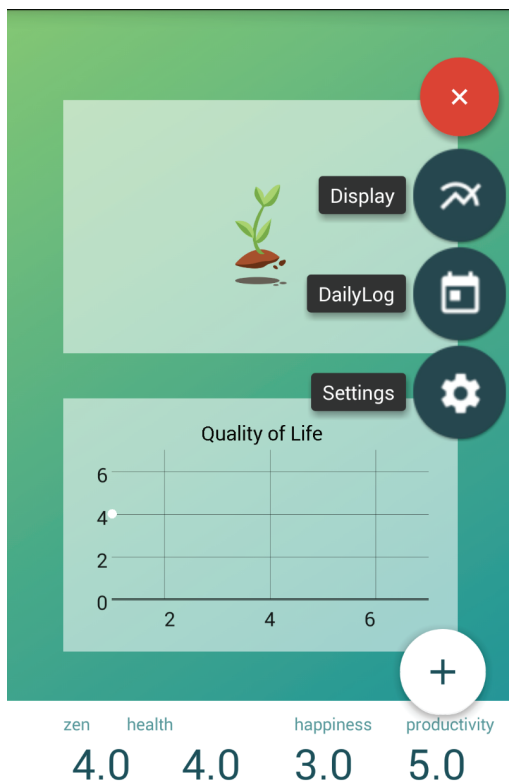 Display
DailyLog
Settings
Quality of Life
6
4
2
0
2 4 6
zen health happiness productivity
4.0 4.0 3.0 5.0